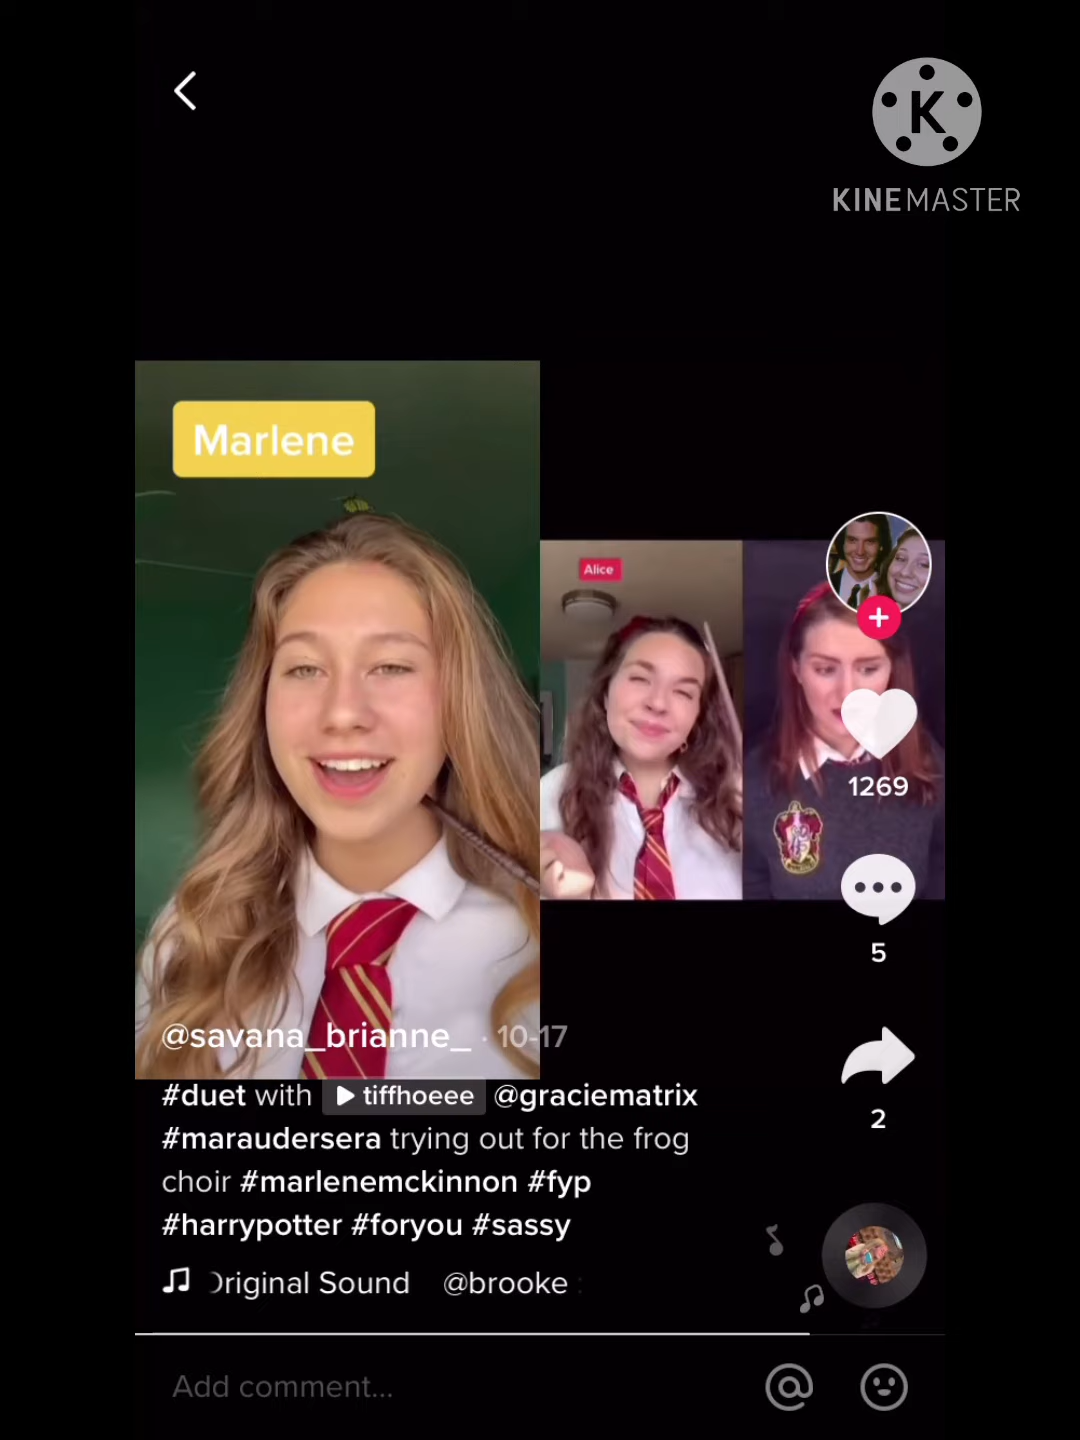 K
KINEMASTER
Marlene
Alice
1269
5
2
@savana_brianne_ · 10-17
#duet with tiffhoeee @graciematrix
#maraudersera trying out for the frog
choir #marlenemckinnon #fyp
#harrypotter #foryou #sassy
Original Sound @brooke
Add comment...